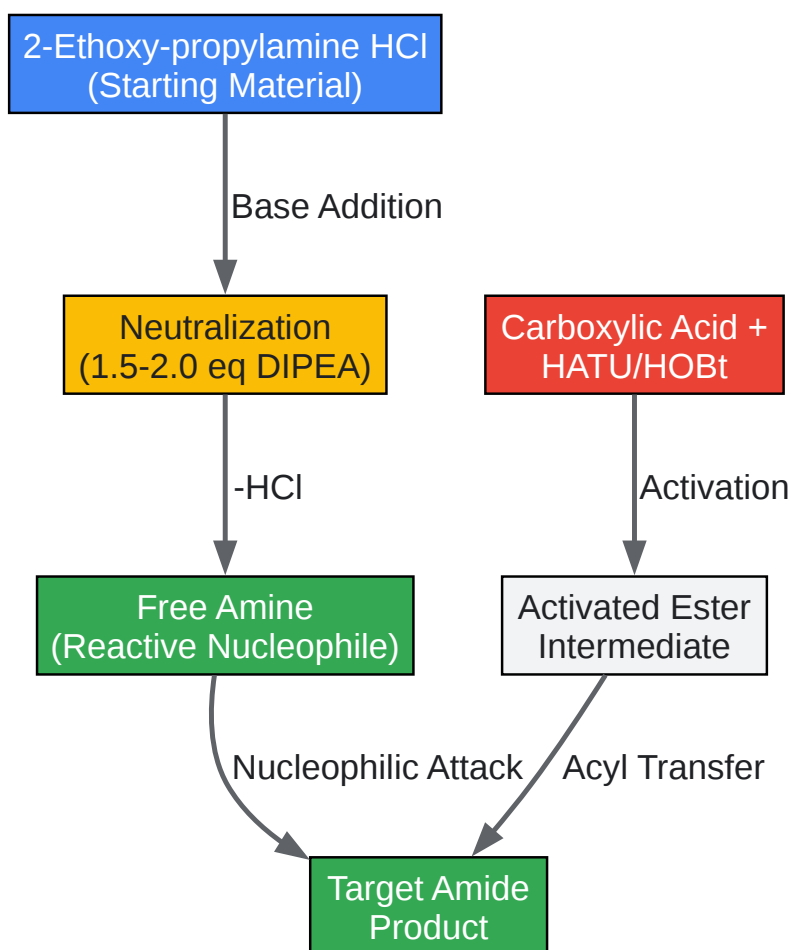 2-Ethoxy-propylamine HCl
(Starting Material)
Base Addition
Neutralization
(1.5-2.0 eq DIPEA)
Carboxylic Acid +
HATU/HOBt
-HCl
Activation
Free Amine
(Reactive Nucleophile)
Activated Ester
Intermediate
Nucleophilic Attack
Acyl Transfer
Target Amide
Product